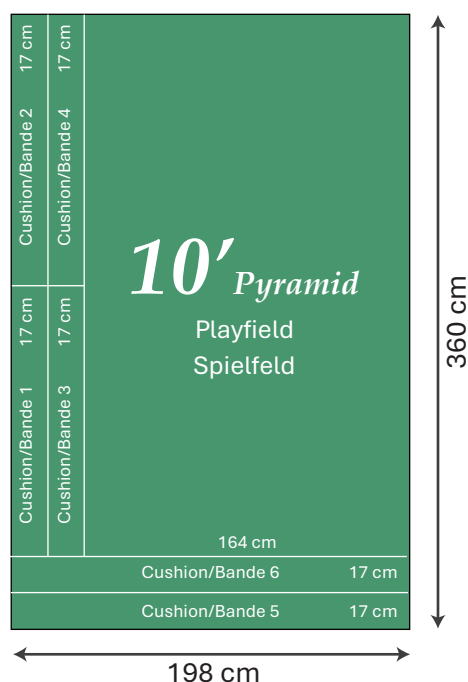 17 cm
Cushion/Bande 2
17 cm
Cushion/Bande 4
10′ Pyramid
Playfield
Spielfeld
17 cm
Cushion/Bande 1
17 cm
Cushion/Bande 3
360 cm
164 cm
Cushion/Bande 6 17 cm
Cushion/Bande 5 17 cm
198 cm